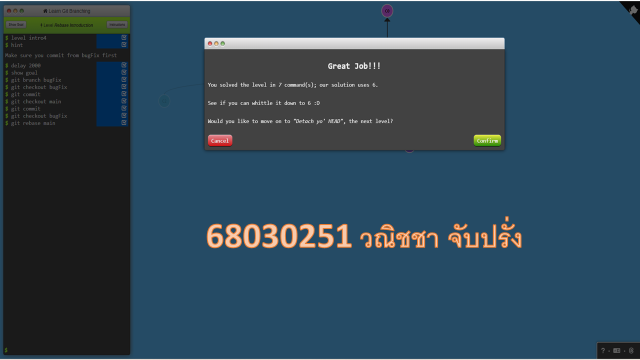 Learn Git Branching
Level Rebase Introduction
$ level intro4
$ hint
Make sure you commit from bugFix first
$ delay 2000
$ show goal
$ git branch bugFix
$ git checkout bugFix
$ git commit
$ git checkout main
$ git commit
$ git checkout bugFix
$ git rebase main
$
Great Job!!!
You solved the level in 7 command(s); our solution uses 6.
See if you can whittle it down to 6 :D
Would you like to move on to "Detach yo' HEAD", the next level?
Cancel
Confirm
68030251 วณิชชา จับปรั่ง